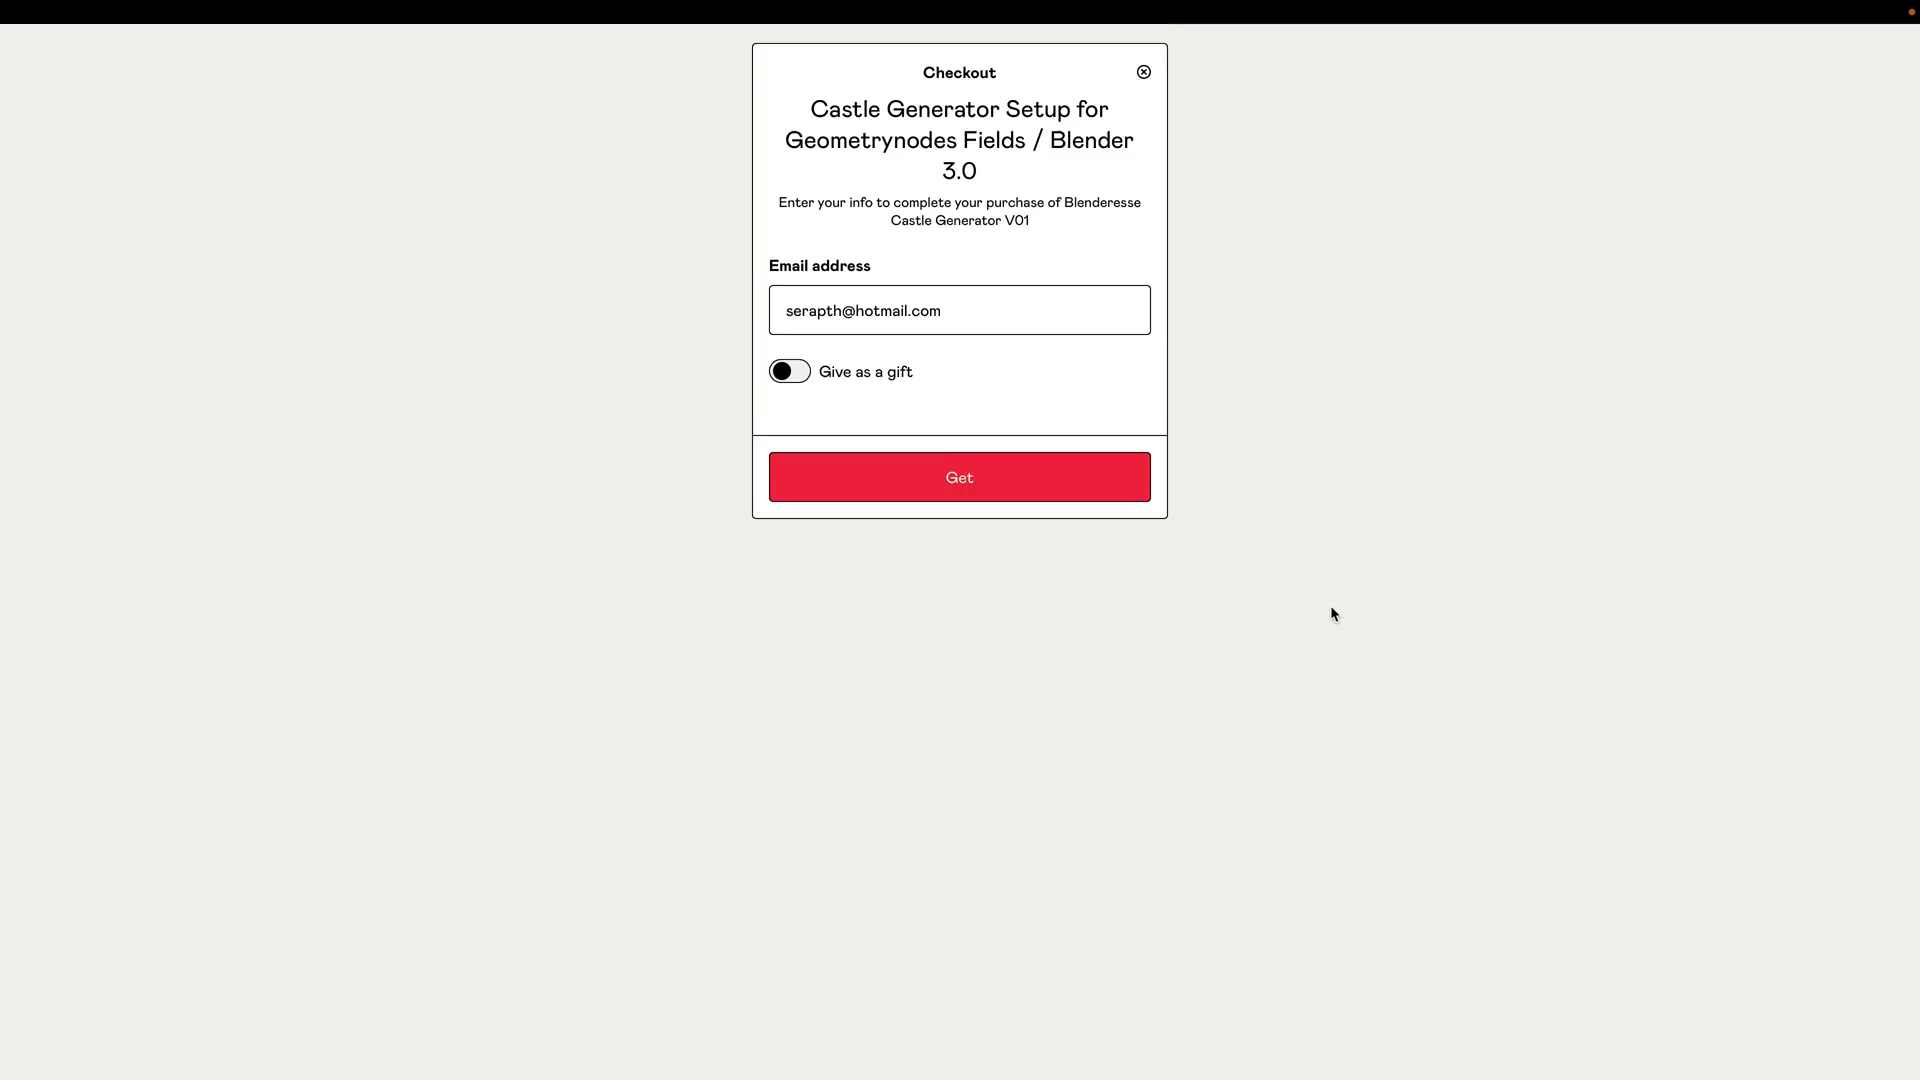 Checkout
Castle Generator Setup for
Geometrynodes Fields / Blender
3.0
Enter your info to complete your purchase of Blenderesse
Castle Generator V01
Email address
serapth@hotmail.com
Give as a gift
Get